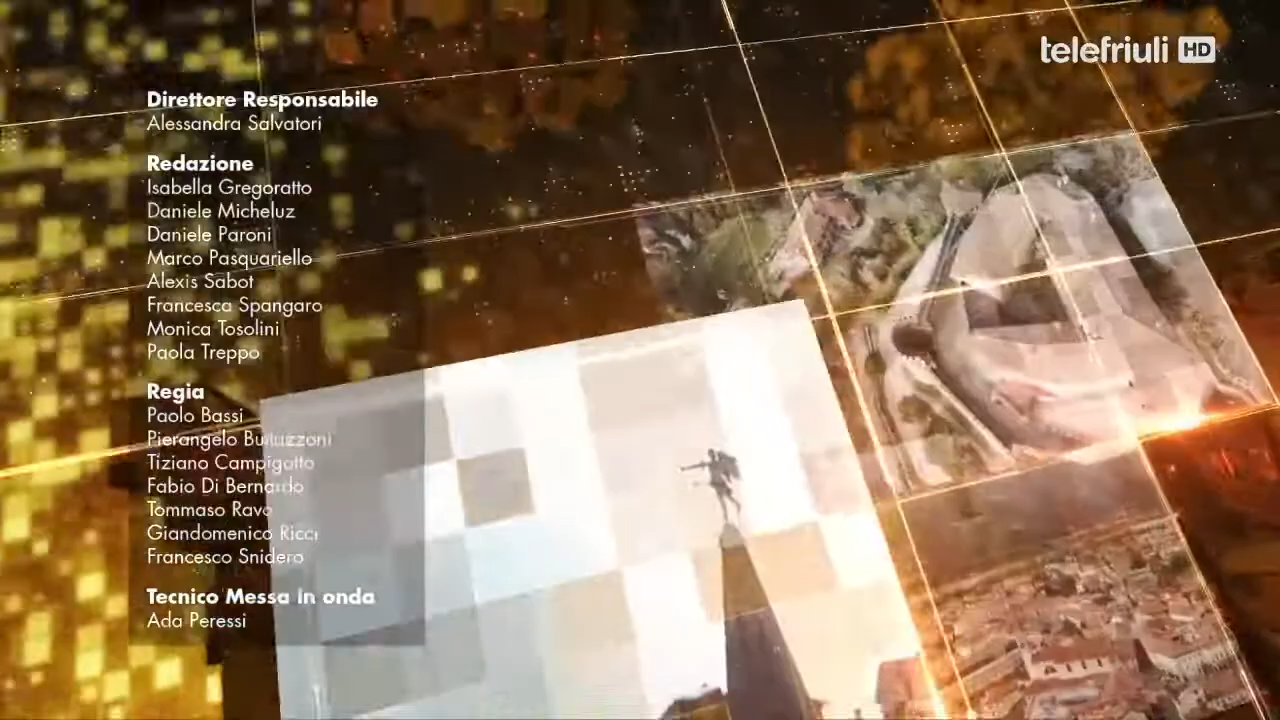 telefriuli HD
Direttore Responsabile
Alessandra Salvatori
Redazione
Isabella Gregoratto
Daniele Micheluz
Daniele Paroni
Marco Pasquariello
Alexis Sabot
Francesca Spangaro
Monica Tosolini
Paola Treppo
Regia
Paolo Bassi
Pierangelo
Tiziano Campigotto
Fabio Di Bernardo
Tommaso Ravo
Giandomenico Ricci
Francesco Snidero
Tecnico Messa in onda
Ada Peressi